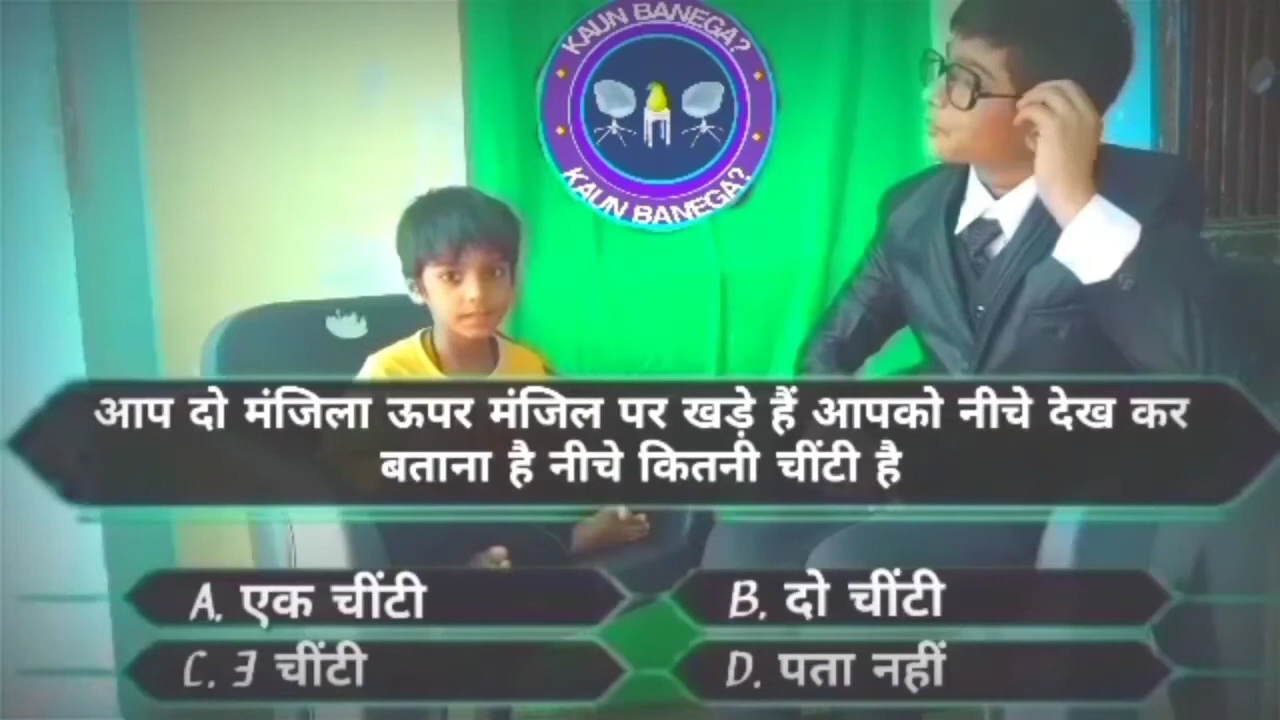 KAUN BANEGA?
KAUN BANEGA?
आप दो मंजिला ऊपर मंजिल पर खड़े हैं आपको नीचे देख कर
बताना है नीचे कितनी चींटी है
A. एक चींटी
B. दो चींटी
C. 3 चींटी
D. पता नहीं